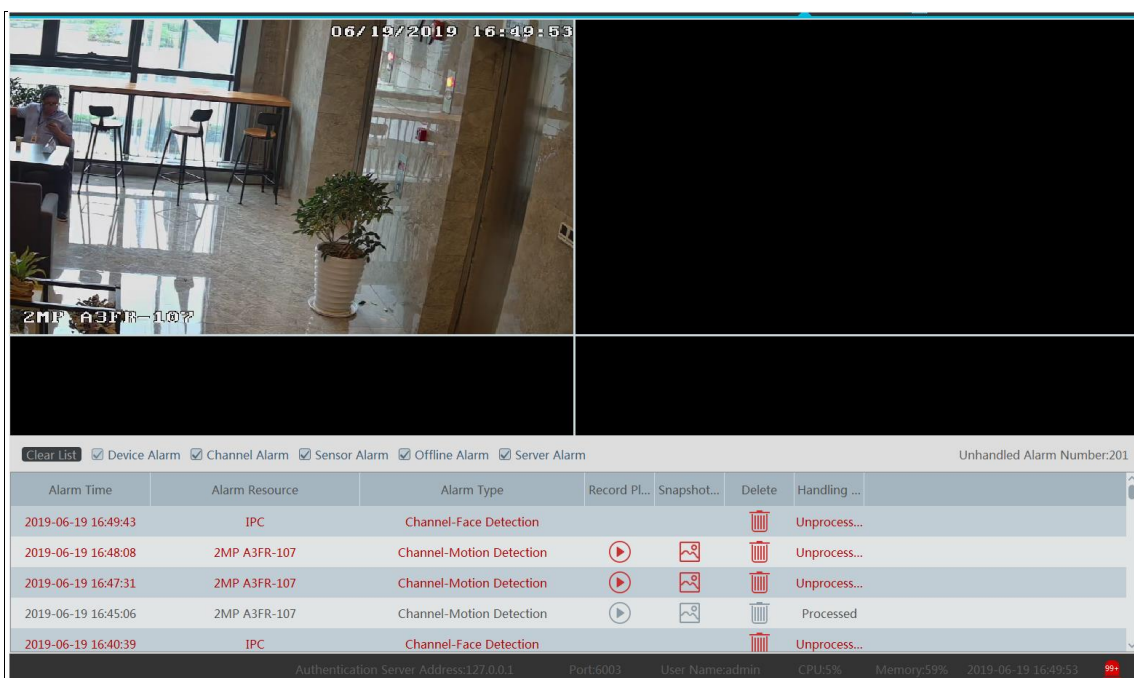 06/19/2019 16:49:53
2MP A3FR-107
Clear List Device Alarm Channel Alarm Sensor Alarm Offline Alarm Server Alarm Unhandled Alarm Number:201
Alarm Time Alarm Resource Alarm Type Record Pl... Snapshot... Delete Handling ...
2019-06-19 16:49:43 IPC Channel-Face Detection Unprocess...
2019-06-19 16:48:08 2MP A3FR-107 Channel-Motion Detection Unprocess...
2019-06-19 16:47:31 2MP A3FR-107 Channel-Motion Detection Unprocess...
2019-06-19 16:45:06 2MP A3FR-107 Channel-Motion Detection Processed
2019-06-19 16:40:39 IPC Channel-Face Detection Unprocess...
Authentication Server Address:127.0.0.1 Port:6003 User Name:admin CPU:5% Memory:59% 2019-06-19 16:49:53 99+